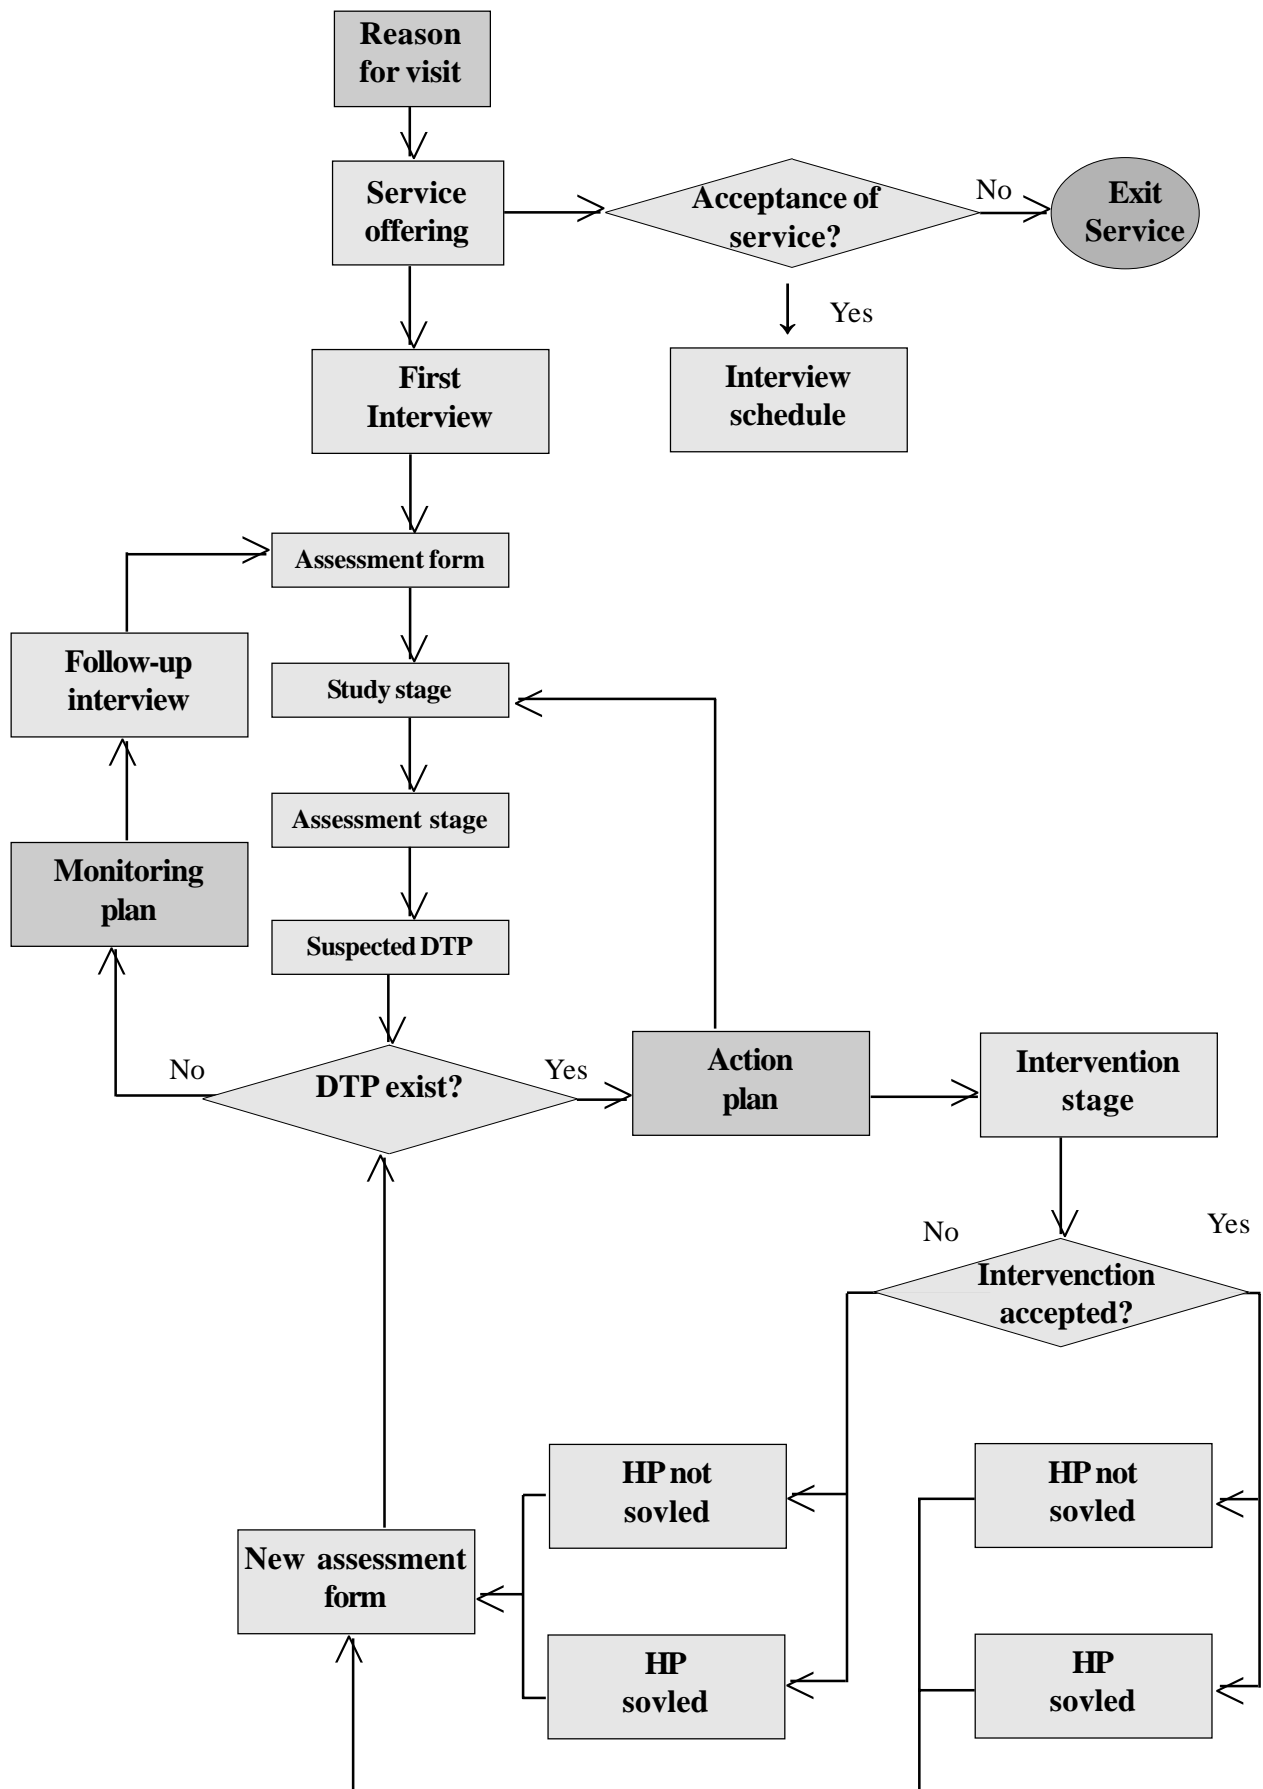 Reason
for visit
Service
offering
Acceptance of
service?
No
Exit
Service
Yes
First
Interview
Interview
schedule
Assessment form
Follow-up
interview
Study stage
Assessment stage
Monitoring
plan
Suspected DTP
No
DTP exist?
Yes
Action
plan
Intervention
stage
No
Yes
Intervenction
accepted?
HP not
sovled
HP not
sovled
New assessment
form
HP
sovled
HP
sovled